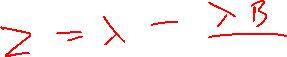 z = λ - λB